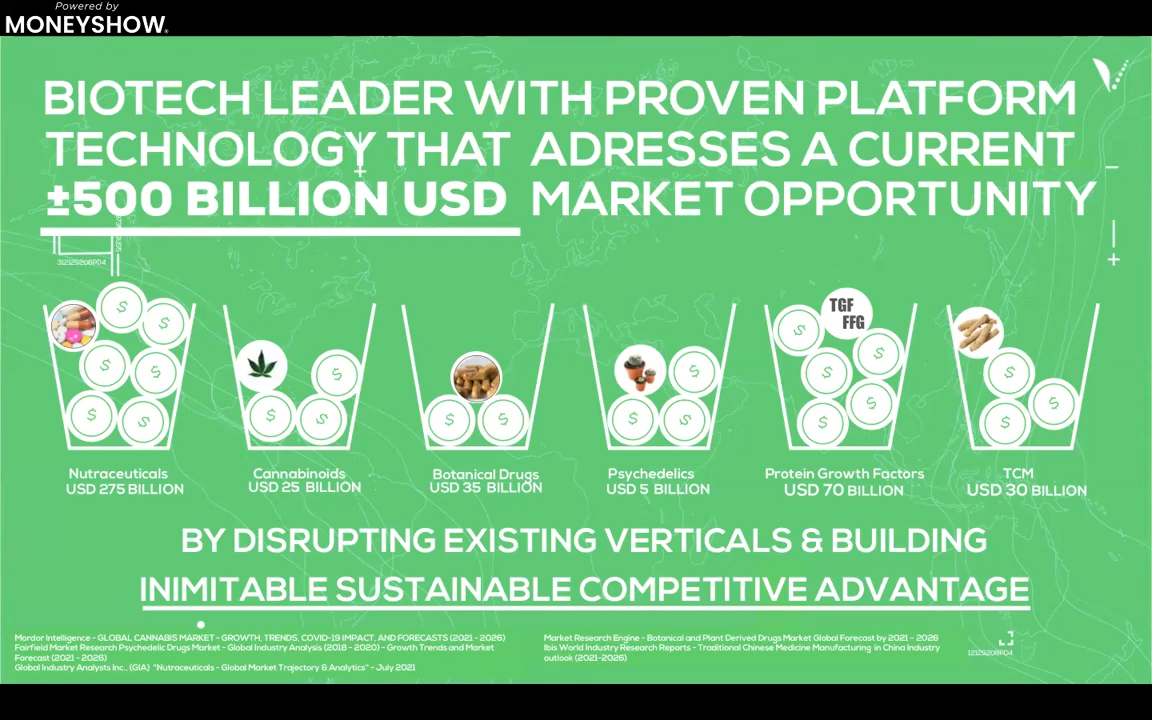 Powered by
MONEYSHOW.
BIOTECH LEADER WITH PROVEN PLATFORM
TECHNOLOGY THAT ADRESSES A CURRENT
±500 BILLION USD MARKET OPPORTUNITY
312129208P04
$ $ $ $ $ $
$ $ $
$ $
$ $ $
TGF
FFG
$ $ $ $ $
$ $ $
Nutraceuticals
USD 275 BILLION
Cannabinoids
USD 25 BILLION
Botanical Drugs
USD 35 BILLION
Psychedelics
USD 5 BILLION
Protein Growth Factors
USD 70 BILLION
TCM
USD 30 BILLION
BY DISRUPTING EXISTING VERTICALS & BUILDING
INIMITABLE SUSTAINABLE COMPETITIVE ADVANTAGE
Mordor Intelligence - GLOBAL CANNABIS MARKET - GROWTH, TRENDS, COVID-19 IMPACT, AND FORECASTS (2021 - 2026)
Fairfield Market Research Psychedelic Drugs Market - Global Industry Analysis (2018 - 2020) - Growth Trends and Market
Forecast (2021 - 2026)
Global Industry Analysts Inc., (GIA) "Nutraceuticals - Global Market Trajectory & Analytics" - July 2021
Market Research Engine - Botanical and Plant Derived Drugs Market Global Forecast by 2021 - 2026
Ibis World Industry Research Reports - Traditional Chinese Medicine Manufacturing in China Industry
outlook (2021-2026)
12129208P04